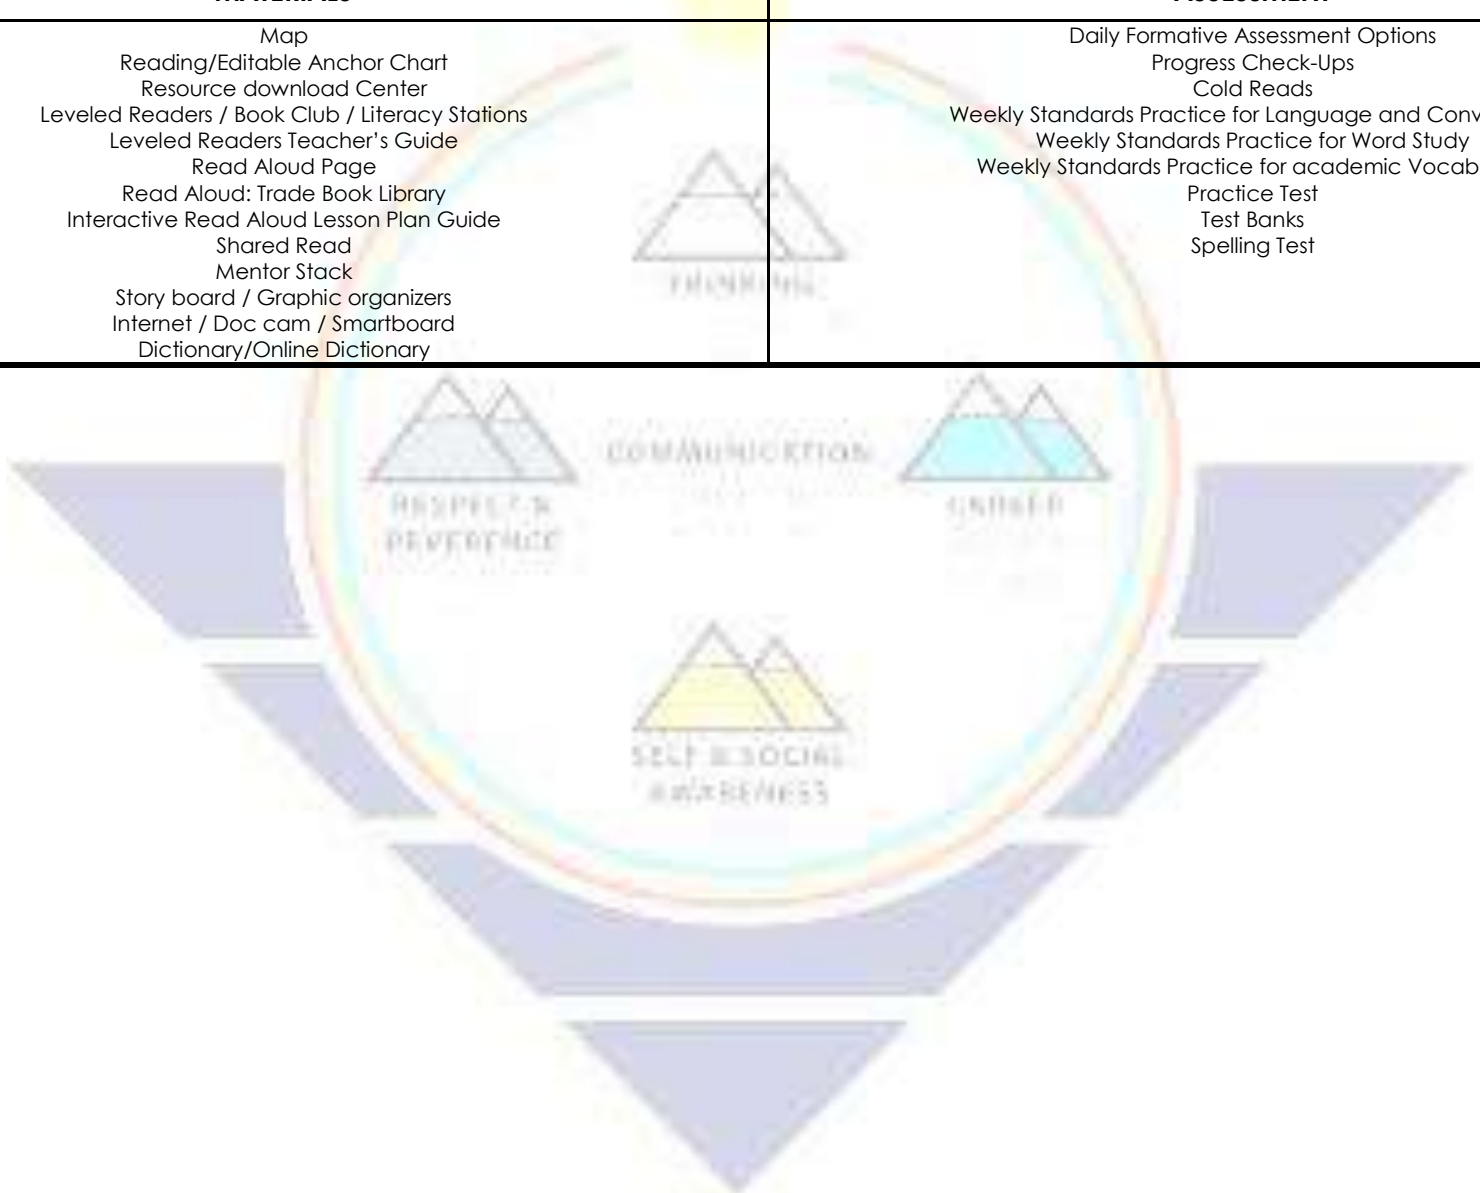 MATERIALS
Map
Reading/Editable Anchor Chart
Resource download Center
Leveled Readers / Book Club / Literacy Stations
Leveled Readers Teacher’s Guide
Read Aloud Page
Read Aloud: Trade Book Library
Interactive Read Aloud Lesson Plan Guide
Shared Read
Mentor Stack
Story board / Graphic organizers
Internet / Doc cam / Smartboard
Dictionary/Online Dictionary
ASSESSMENT
Daily Formative Assessment Options
Progress Check-Ups
Cold Reads
Weekly Standards Practice for Language and Conv
Weekly Standards Practice for Word Study
Weekly Standards Practice for academic Vocab
Practice Test
Test Banks
Spelling Test
THINKING
RESPECT &
REVERENCE
COMMUNICATION
CAREER
SELF & SOCIAL
AWARENESS